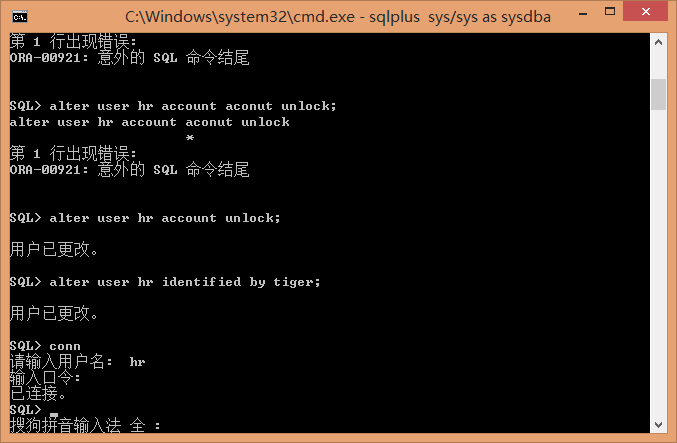 C:\Windows\system32\cmd.exe - sqlplus  sys/sys as sysdba
第 1 行出现错误:
ORA-00921: 意外的 SQL 命令结尾
SQL> alter user hr account aconut unlock;
alter user hr account aconut unlock
*
第 1 行出现错误:
ORA-00921: 意外的 SQL 命令结尾
SQL> alter user hr account unlock;
用户已更改。
SQL> alter user hr identified by tiger;
用户已更改。
SQL> conn
请输入用户名:  hr
输入口令:
已连接。
SQL> _
搜狗拼音输入法 全 :